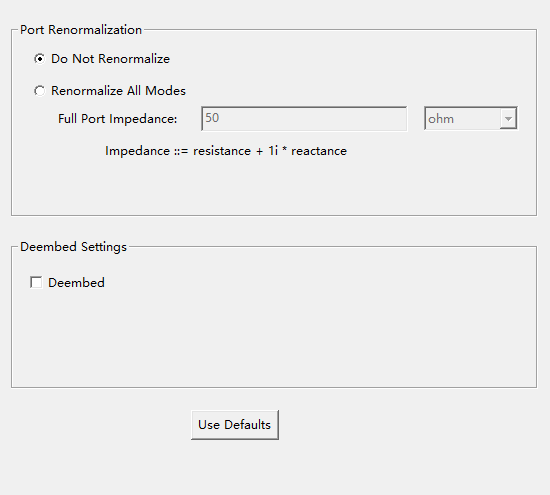 Port Renormalization
Do Not Renormalize
Renormalize All Modes
Full Port Impedance: 50 ohm
Impedance ::= resistance + 1i * reactance
Deembed Settings
Deembed
Use Defaults